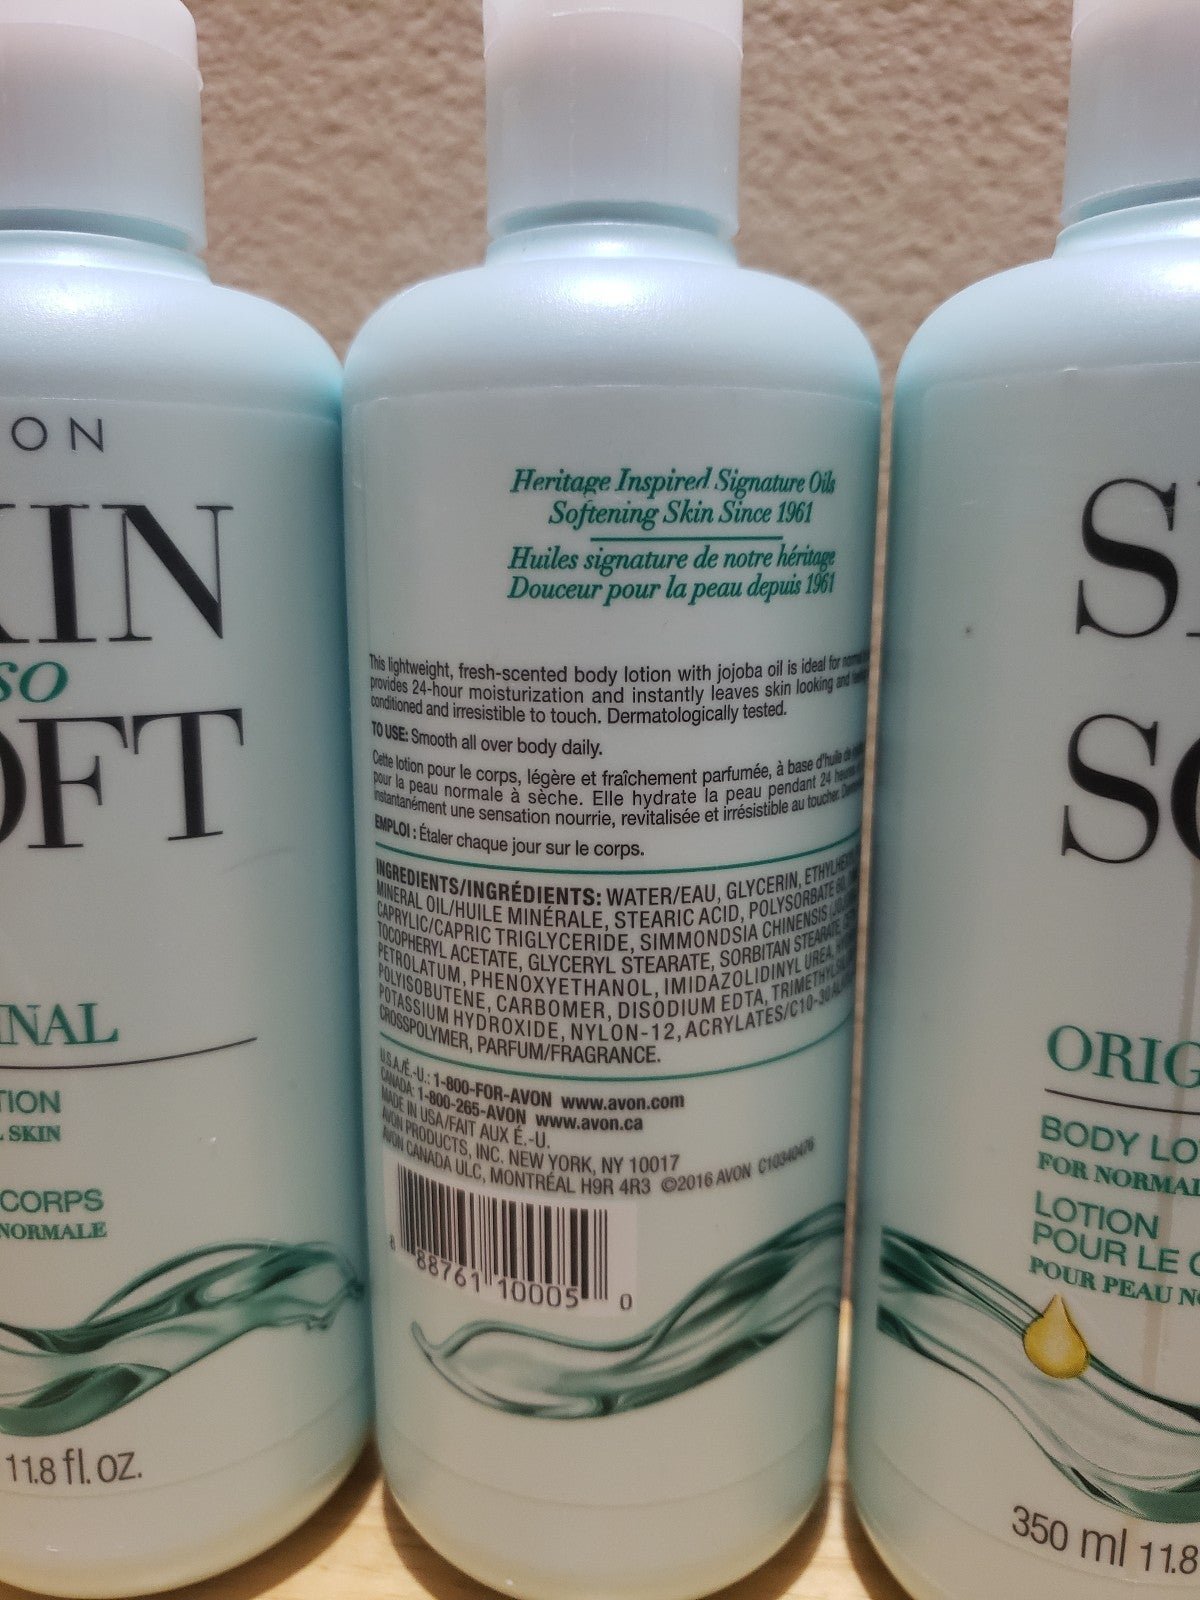 ON
KIN
SO
OFT
INAL
TION
L SKIN
CORPS
NORMALE
11.8 fl. oz.
Heritage Inspired Signature Oils
Softening Skin Since 1961
Huiles signature de notre héritage
Douceur pour la peau depuis 1961
This lightweight, fresh-scented body lotion with jojoba oil is ideal for
provides 24-hour moisturization and instantly leaves skin looking and
conditioned and irresistible to touch. Dermatologically tested.
TO USE: Smooth all over body daily.
Cette lotion pour le corps, légère et fraîchement parfumée, à base d'huile de
pour la peau normale à sèche. Elle hydrate la peau pendant 24 heures
instantanément une sensation nourrie, revitalisée et irrésistible au toucher.
EMPLOI : Étaler chaque jour sur le corps.
INGREDIENTS/INGRÉDIENTS: WATER/EAU, GLYCERIN,
MINERAL OIL/HUILE MINÉRALE, STEARIC ACID, POLYSORBATE 60,
CAPRYLIC/CAPRIC TRIGLYCERIDE, SIMMONDSIA CHINENSIS
TOCOPHERYL ACETATE, GLYCERYL STEARATE, SORBITAN STEARATE,
PETROLATUM, PHENOXYETHANOL, IMIDAZOLIDINYL UREA,
POLYISOBUTENE, CARBOMER, DISODIUM EDTA,
POTASSIUM HYDROXIDE, NYLON-12, ACRYLATES/C10-30
CROSSPOLYMER, PARFUM/FRAGRANCE.
U.S.A./É.-U.: 1-800-FOR-AVON www.avon.com
CANADA: 1-800-265-AVON www.avon.ca
MADE IN USA/FAIT AUX É.-U.
AVON PRODUCTS, INC. NEW YORK, NY 10017
AVON CANADA ULC, MONTRÉAL H9R 4R3 ©2016 AVON C10340476
8 88761 10005 0
S
SO
ORIG
BODY LO
FOR NORMAL
LOTION
POUR LE C
POUR PEAU NO
350 ml 11.8